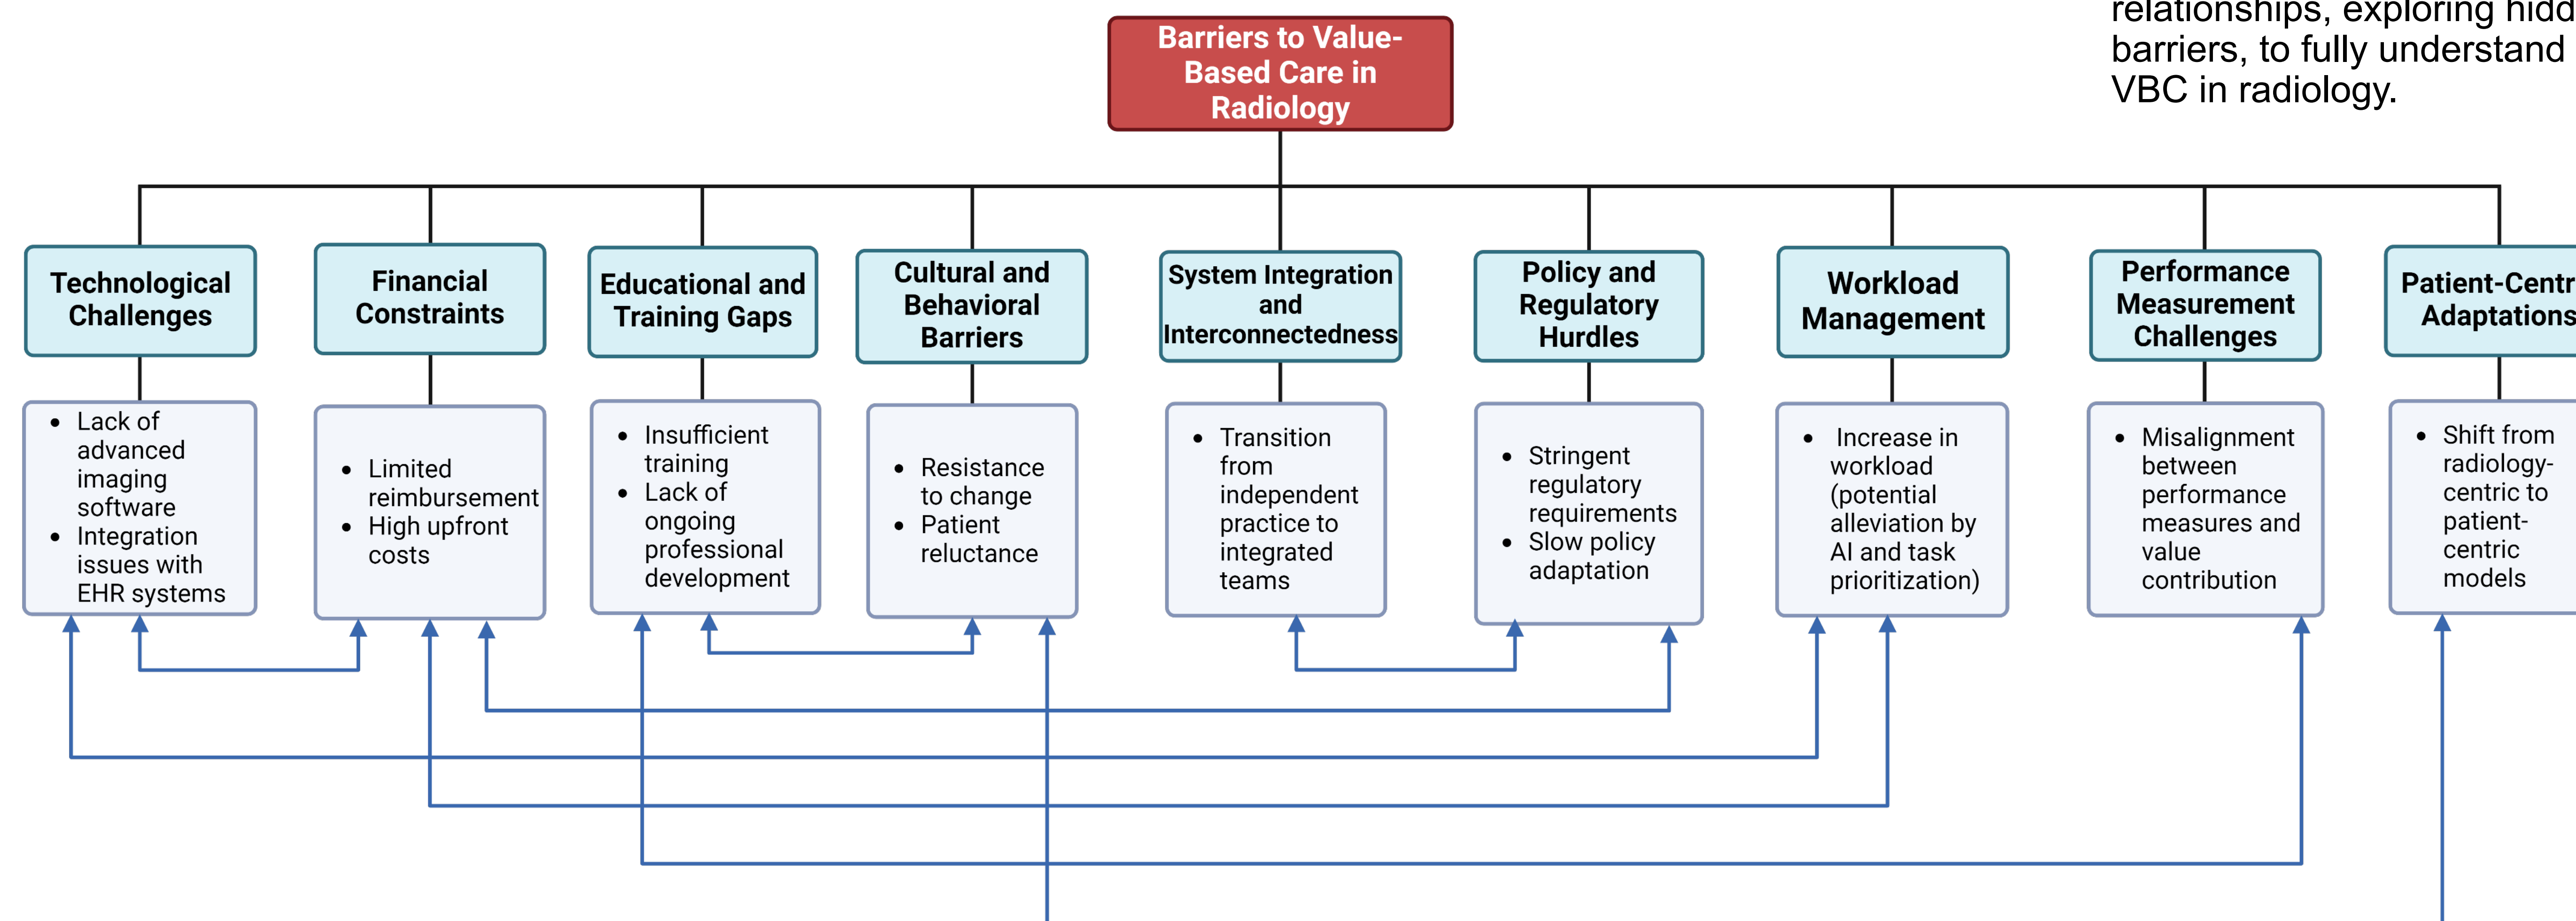 relationships, exploring
barriers, to fully understand
VBC in radiology.
Barriers to Value-
Based Care in
Radiology
Technological
Challenges
Financial
Constraints
Educational and
Training Gaps
Cultural and
Behavioral
Barriers
System Integration
and
Interconnectedness
Policy and
Regulatory
Hurdles
Workload
Management
Performance
Measurement
Challenges
Adaptations
• Lack of
advanced
imaging
software
• Integration
issues with
EHR systems
• Limited
reimbursement
• High upfront
costs
• Insufficient
training
• Lack of
ongoing
professional
development
• Resistance
to change
• Patient
reluctance
• Transition
from
independent
practice to
integrated
teams
• Stringent
regulatory
requirements
• Slow policy
adaptation
• Increase in
workload
(potential
alleviation by
AI and task
prioritization)
• Misalignment
between
performance
measures and
value
contribution
• Shift from
radiology-
centric to
patient-
centric
models